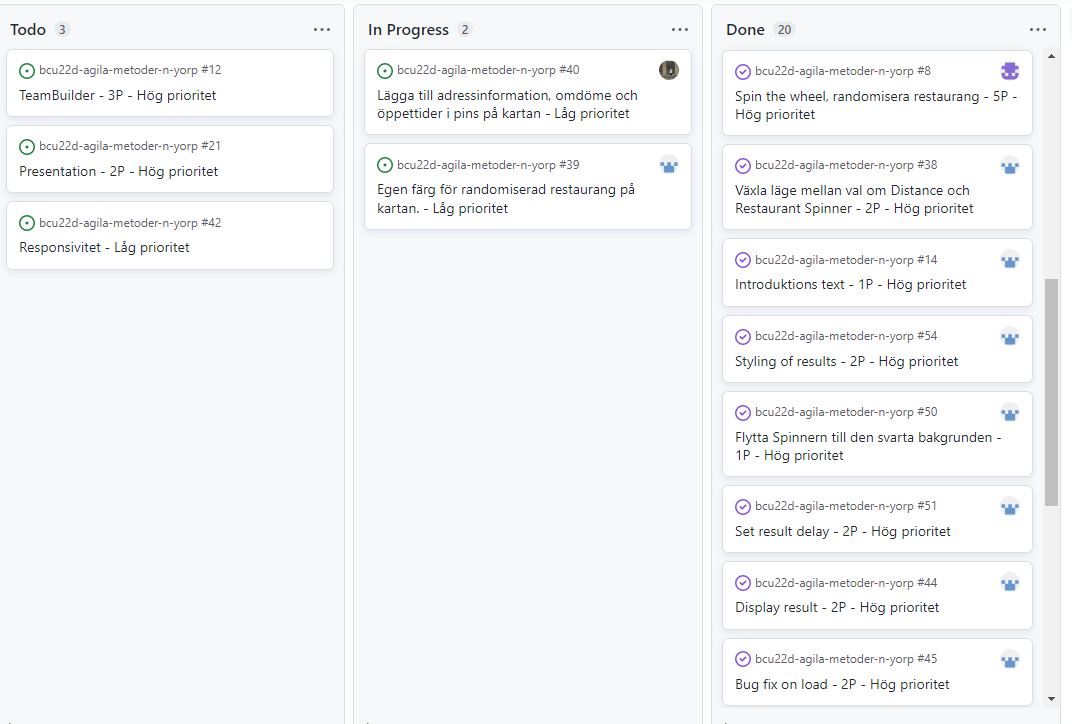 Todo 3
bcu22d-agila-metoder-n-yorp #12
TeamBuilder - 3P - Hög prioritet
bcu22d-agila-metoder-n-yorp #21
Presentation - 2P - Hög prioritet
bcu22d-agila-metoder-n-yorp #42
Responsivitet - Låg prioritet
In Progress 2
bcu22d-agila-metoder-n-yorp #40
Lägga till adressinformation, omdöme och
öppettider i pins på kartan - Låg prioritet
bcu22d-agila-metoder-n-yorp #39
Egen färg för randomiserad restaurang på
kartan. - Låg prioritet
Done 20
bcu22d-agila-metoder-n-yorp #8
Spin the wheel, randomisera restaurang - 5P -
Hög prioritet
bcu22d-agila-metoder-n-yorp #38
Växla läge mellan val om Distance och
Restaurant Spinner - 2P - Hög prioritet
bcu22d-agila-metoder-n-yorp #14
Introduktions text - 1P - Hög prioritet
bcu22d-agila-metoder-n-yorp #54
Styling of results - 2P - Hög prioritet
bcu22d-agila-metoder-n-yorp #50
Flytta Spinnern till den svarta bakgrunden -
1P - Hög prioritet
bcu22d-agila-metoder-n-yorp #51
Set result delay - 2P - Hög prioritet
bcu22d-agila-metoder-n-yorp #44
Display result - 2P - Hög prioritet
bcu22d-agila-metoder-n-yorp #45
Bug fix on load - 2P - Hög prioritet